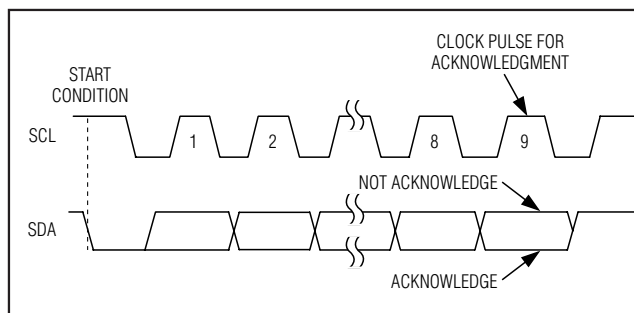 CLOCK PULSE FOR
ACKNOWLEDGMENT
START
CONDITION
SCL
1
2
8
9
NOT ACKNOWLEDGE
SDA
ACKNOWLEDGE